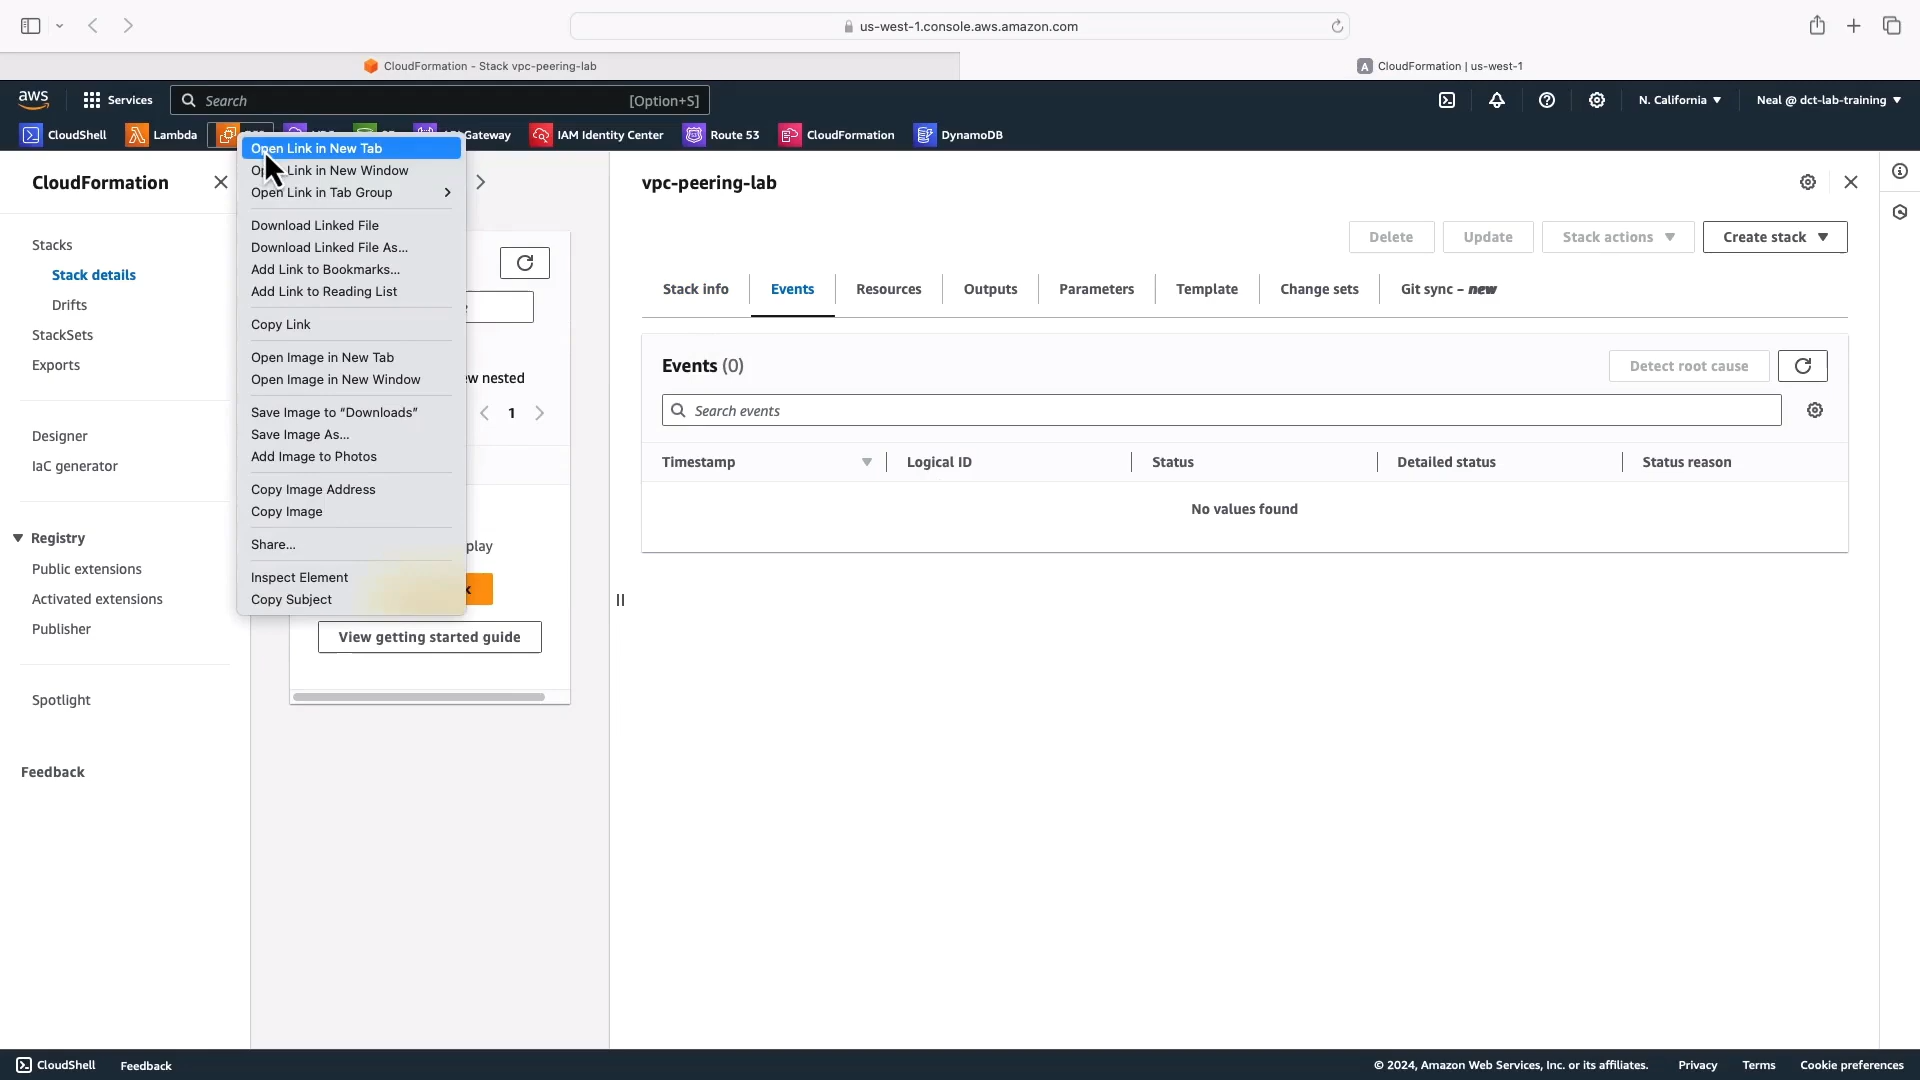 us-west-1.console.aws.amazon.com
CloudFormation - Stack vpc-peering-lab
A CloudFormation | us-west-1
aws
Services
Search
[Option+S]
N. California
Neal @ dct-lab-training
CloudShell
Lambda
Gateway
IAM Identity Center
Route 53
CloudFormation
DynamoDB
CloudFormation
Stacks
Stack details
Drifts
StackSets
Exports
Designer
IaC generator
Registry
Public extensions
Activated extensions
Publisher
Spotlight
Feedback
Open Link in New Tab
Open Link in New Window
Open Link in Tab Group
Download Linked File
Download Linked File As...
Add Link to Bookmarks...
Add Link to Reading List
Copy Link
Open Image in New Tab
Open Image in New Window
Save Image to “Downloads”
Save Image As...
Add Image to Photos
Copy Image Address
Copy Image
Share...
Inspect Element
Copy Subject
nested
1
play
View getting started guide
vpc-peering-lab
Delete
Update
Stack actions
Create stack
Stack info
Events
Resources
Outputs
Parameters
Template
Change sets
Git sync - new
Events (0)
Detect root cause
Search events
Timestamp
Logical ID
Status
Detailed status
Status reason
No values found
CloudShell
Feedback
© 2024, Amazon Web Services, Inc. or its affiliates.
Privacy
Terms
Cookie preferences